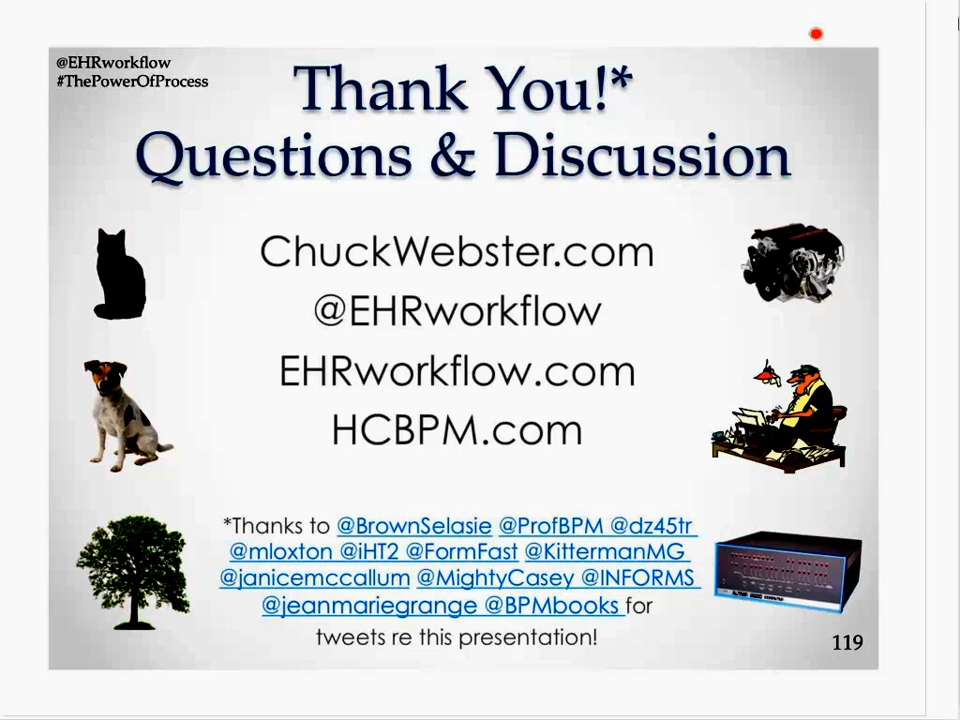 @EHRworkflow
#ThePowerOfProcess
Thank You!*
Questions & Discussion
ChuckWebster.com
@EHRworkflow
EHRworkflow.com
HCBPM.com
*Thanks to @BrownSelasie @ProfBPM @dz45tr
@mloxton @iHT2 @FormFast @KittermanMG
@janicemccallum @MightyCasey @INFORMS
@jeanmariegrange @BPMbooks for
tweets re this presentation!
119